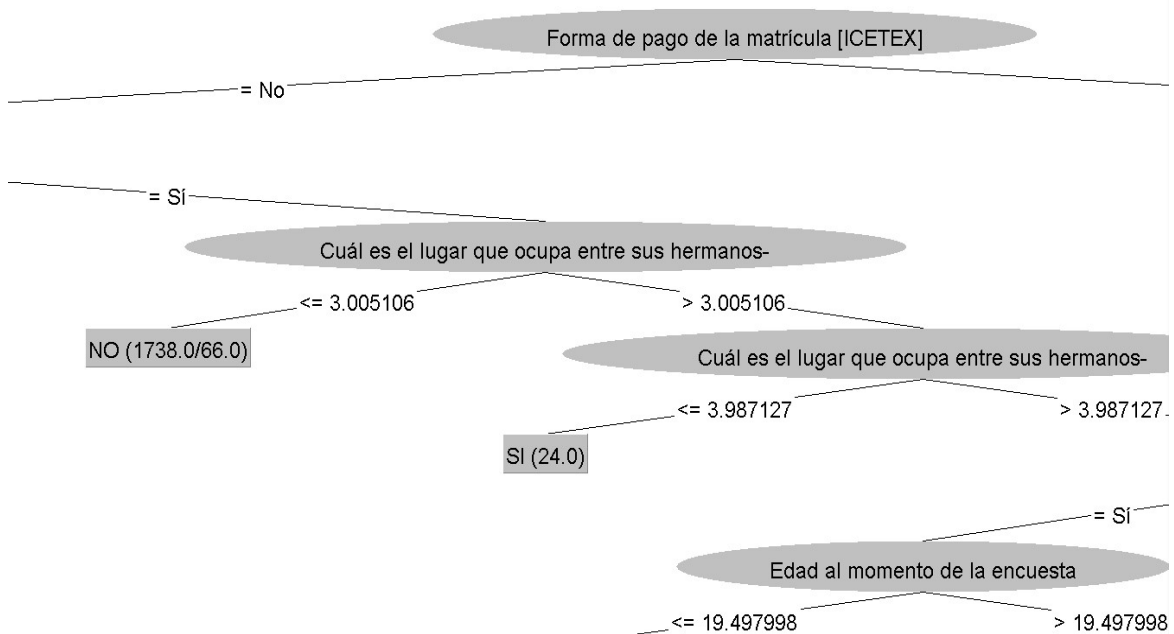 Forma de pago de la matrícula [ICETEX]
= No
= Sí
Cuál es el lugar que ocupa entre sus hermanos-
<= 3.005106
> 3.005106
NO (1738.0/66.0)
Cuál es el lugar que ocupa entre sus hermanos-
<= 3.987127
> 3.987127
SI (24.0)
= Sí
Edad al momento de la encuesta
<= 19.497998
> 19.497998